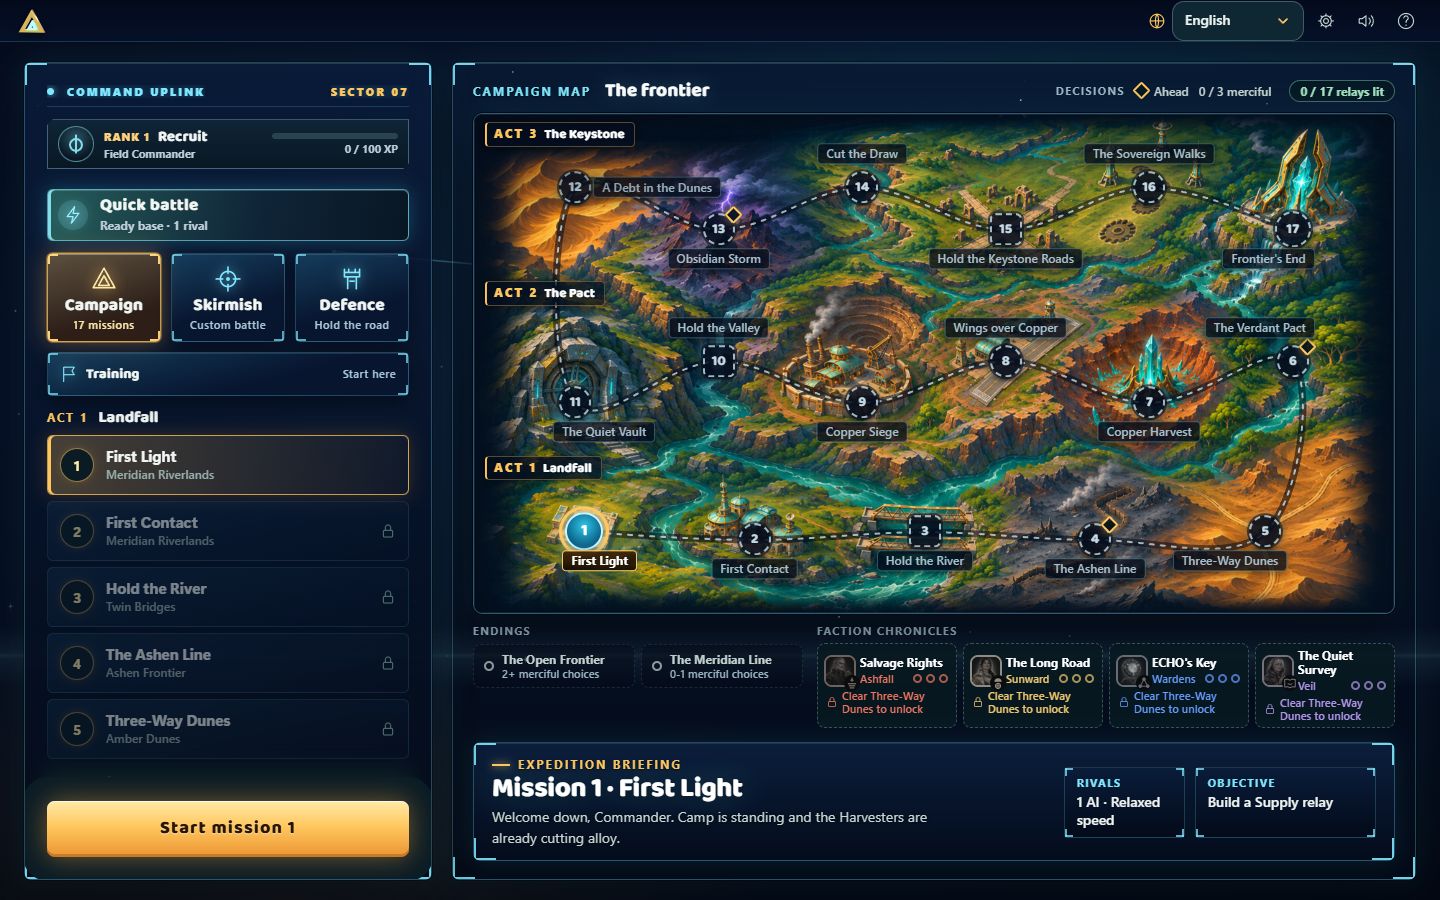 English
COMMAND UPLINK
SECTOR 07
RANK 1 Recruit
Field Commander
0 / 100 XP
Quick battle
Ready base · 1 rival
Campaign
17 missions
Skirmish
Custom battle
Defence
Hold the road
Training
Start here
ACT 1 Landfall
1
First Light
Meridian Riverlands
2
First Contact
Meridian Riverlands
3
Hold the River
Twin Bridges
4
The Ashen Line
Ashen Frontier
5
Three-Way Dunes
Amber Dunes
Start mission 1
CAMPAIGN MAP The frontier
DECISIONS Ahead 0 / 3 merciful
0 / 17 relays lit
ACT 3 The Keystone
12
A Debt in the Dunes
13
Obsidian Storm
Cut the Draw
14
15
Hold the Keystone Roads
The Sovereign Walks
16
17
Frontier's End
ACT 2 The Pact
11
The Quiet Vault
Hold the Valley
10
9
Copper Siege
Wings over Copper
8
7
Copper Harvest
The Verdant Pact
6
ACT 1 Landfall
1
First Light
2
First Contact
3
Hold the River
4
The Ashen Line
5
Three-Way Dunes
ENDINGS
The Open Frontier
2+ merciful choices
The Meridian Line
0-1 merciful choices
FACTION CHRONICLES
Salvage Rights
Ashfall
Clear Three-Way
Dunes to unlock
The Long Road
Sunward
Clear Three-Way
Dunes to unlock
ECHO's Key
Wardens
Clear Three-Way
Dunes to unlock
The Quiet
Survey
Veil
Clear Three-Way
Dunes to unlock
EXPEDITION BRIEFING
Mission 1 · First Light
Welcome down, Commander. Camp is standing and the Harvesters are
already cutting alloy.
RIVALS
1 AI · Relaxed
speed
OBJECTIVE
Build a Supply relay